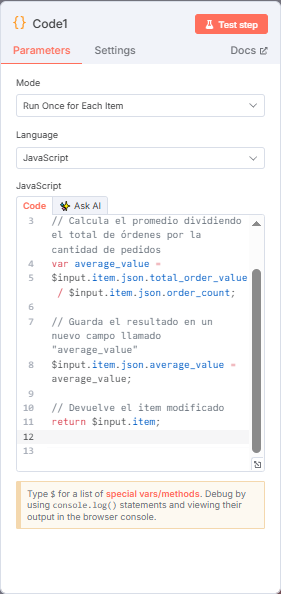 {} Code1
Test step
Parameters
Settings
Docs
Mode
Run Once for Each Item
Language
JavaScript
JavaScript
Code
Ask AI
3 // Calcula el promedio dividiendo
el total de órdenes por la
cantidad de pedidos
4 var average_value =
5 $input.item.json.total_order_value
/ $input.item.json.order_count;
6
7 // Guarda el resultado en un
nuevo campo llamado
"average_value"
8 $input.item.json.average_value =
average_value;
9
10 // Devuelve el item modificado
11 return $input.item;
12
13
Type $ for a list of special vars/methods. Debug by
using console.log() statements and viewing their
output in the browser console.